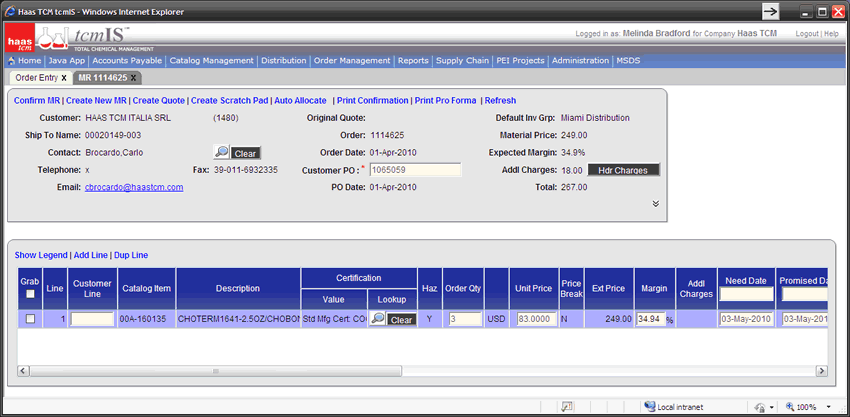 Haas TCM tcmIS - Windows Internet Explorer
haas tcm
tcmIS™
TOTAL CHEMICAL MANAGEMENT
Logged in as: Melinda Bradford for Company Haas TCM
Logout | Help
Home | Java App | Accounts Payable | Catalog Management | Distribution | Order Management | Reports | Supply Chain | PEI Projects | Administration | MSDS
Order Entry x MR 1114625 x
Confirm MR | Create New MR | Create Quote | Create Scratch Pad | Auto Allocate | Print Confirmation | Print Pro Forma | Refresh
Customer: HAAS TCM ITALIA SRL (1480) Original Quote: Default Inv Grp: Miami Distribution
Ship To Name: 00020149-003 Order: 1114625 Material Price: 249.00
Contact: Brocardo,Carlo Clear Order Date: 01-Apr-2010 Expected Margin: 34.9%
Telephone: x Fax: 39-011-6932335 Customer PO : * 1065059 Addl Charges: 18.00 Hdr Charges
Email: cbrocardo@haastcm.com PO Date: 01-Apr-2010 Total: 267.00
Show Legend | Add Line | Dup Line
Grab Line Customer Line Catalog Item Description Certification Value Lookup Haz Order Qty Unit Price Price Break Ext Price Margin Addl Charges Need Date Promised Da
1 00A-160135 CHOTERM1641-2.5OZ/CHOBON Std Mfg Cert: CO Clear Y 3 USD 83.0000 N 249.00 34.94 % 03-May-2010 03-May-201
Local intranet 100%